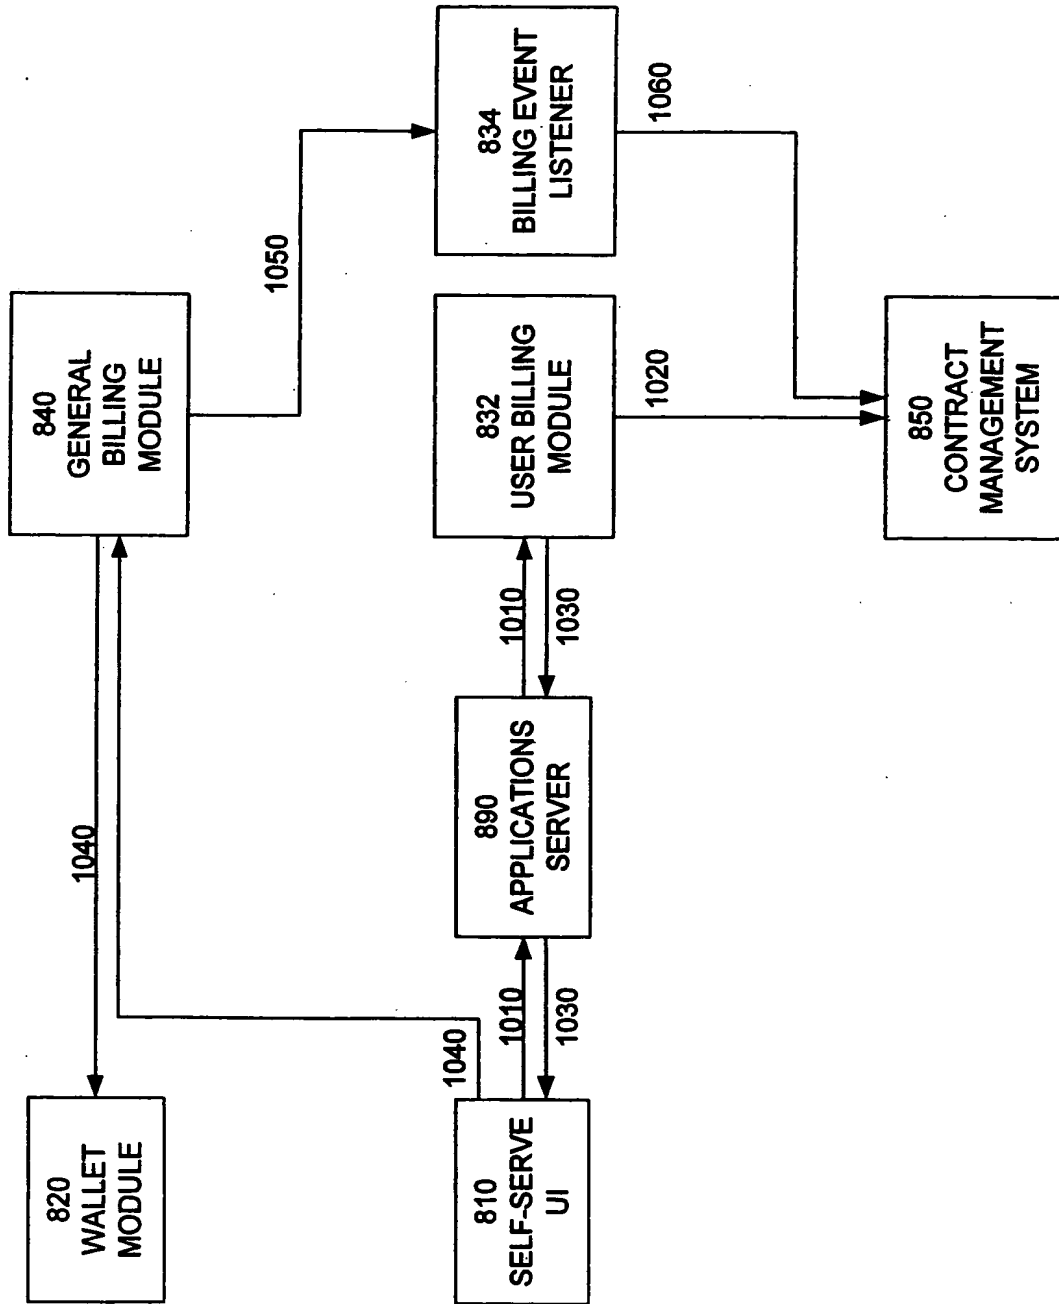 820
WALLET
MODULE
1040
840
GENERAL
BILLING
MODULE
1050
810
SELF-SERVE
UI
1040
1010
1030
890
APPLICATIONS
SERVER
1010
1030
832
USER BILLING
MODULE
1020
834
BILLING EVENT
LISTENER
1060
850
CONTRACT
MANAGEMENT
SYSTEM